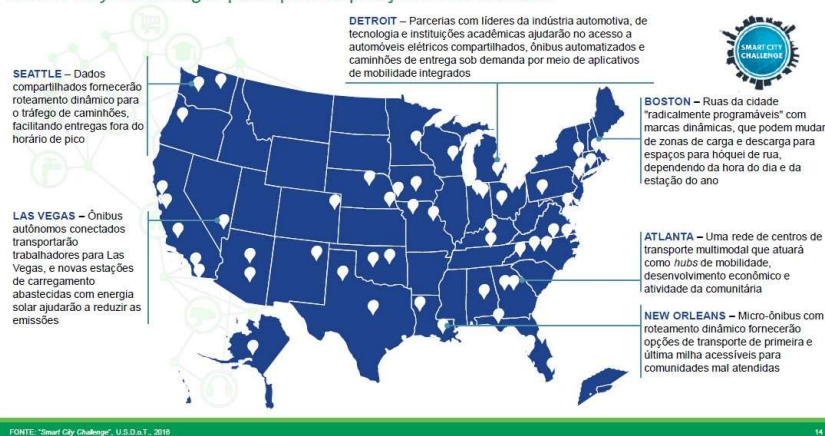 DETROIT – Parcerias com líderes da indústria automotiva, de
tecnologia e instituições acadêmicas ajudarão no acesso a
automóveis elétricos compartilhados, ônibus automatizados e
caminhões de entrega sob demanda por meio de aplicativos
de mobilidade integrados
SMART CITY
CHALLENGE
SEATTLE – Dados
compartilhados fornecerão
roteamento dinâmico para
o tráfego de caminhões,
facilitando entregas fora do
horário de pico
BOSTON – Ruas da cidade
"radicalmente programáveis" com
marcas dinâmicas, que podem mudar
de zonas de carga e descarga para
espaços para hóquei de rua,
dependendo da hora do dia e da
estação do ano
LAS VEGAS – Ônibus
autônomos conectados
transportarão
trabalhadores para Las
Vegas, e novas estações
de carregamento
abastecidas com energia
solar ajudarão a reduzir as
emissões
ATLANTA – Uma rede de centros de
transporte multimodal que atuará
como hubs de mobilidade,
desenvolvimento econômico e
atividade da comunitária
NEW ORLEANS – Micro-ônibus com
roteamento dinâmico fornecerão
opções de transporte de primeira e
última milha acessíveis para
comunidades mal atendidas
FONTE: "Smart City Challenge", U.S.D.o.T., 2016
14